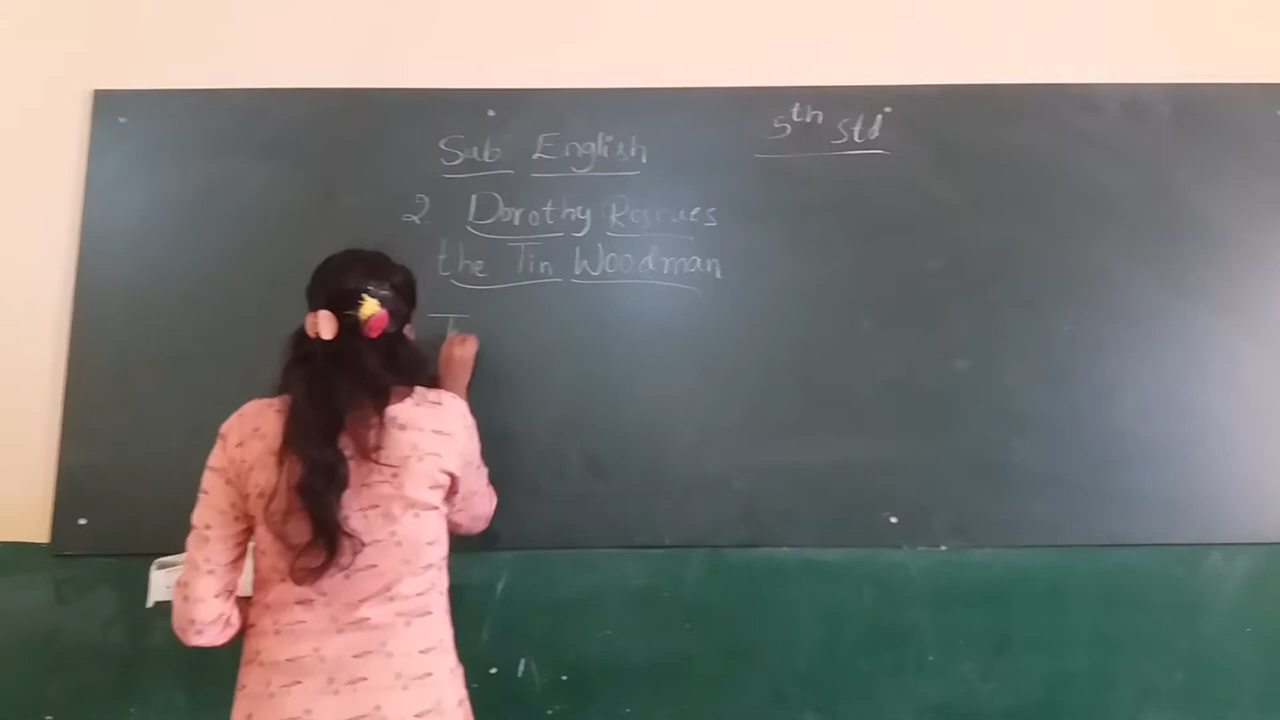 5th Std
Sub English
2. Dorothy Rescues
the Tin Woodman
T